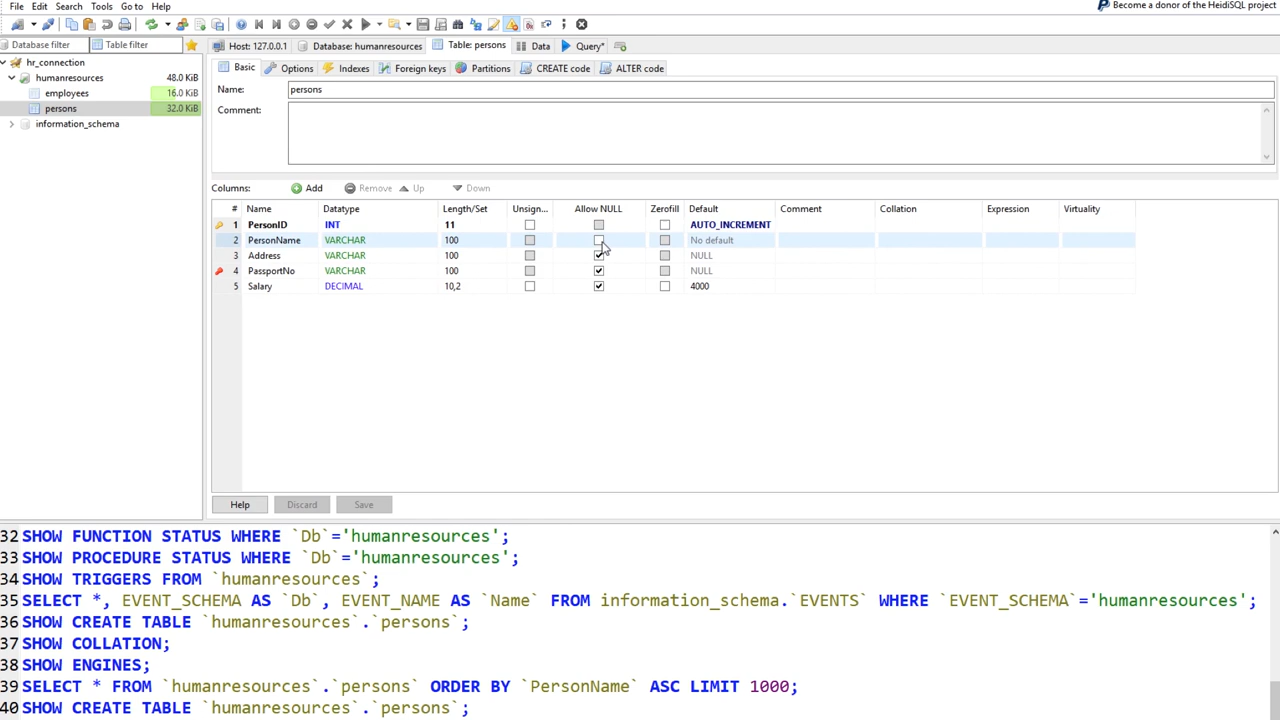 File Edit Search Tools Go to Help
Become a donor of the HeidiSQL project
Database filter Table filter Host: 127.0.0.1 Database: humanresources Table: persons Data Query*
hr_connection
humanresources 48.0 KiB
employees 16.0 KiB
persons 32.0 KiB
information_schema
Basic Options Indexes Foreign keys Partitions CREATE code ALTER code
Name: persons
Comment:
Columns: Add Remove Up Down
# Name Datatype Length/Set Unsign... Allow NULL Zerofill Default Comment Collation Expression Virtuality
1 PersonID INT 11 AUTO_INCREMENT
2 PersonName VARCHAR 100 No default
3 Address VARCHAR 100 NULL
4 PassportNo VARCHAR 100 NULL
5 Salary DECIMAL 10,2 4000
Help Discard Save
32 SHOW FUNCTION STATUS WHERE `Db`='humanresources';
33 SHOW PROCEDURE STATUS WHERE `Db`='humanresources';
34 SHOW TRIGGERS FROM `humanresources`;
35 SELECT *, EVENT_SCHEMA AS `Db`, EVENT_NAME AS `Name` FROM information_schema.`EVENTS` WHERE `EVENT_SCHEMA`='humanresources';
36 SHOW CREATE TABLE `humanresources`.`persons`;
37 SHOW COLLATION;
38 SHOW ENGINES;
39 SELECT * FROM `humanresources`.`persons` ORDER BY `PersonName` ASC LIMIT 1000;
40 SHOW CREATE TABLE `humanresources`.`persons`;